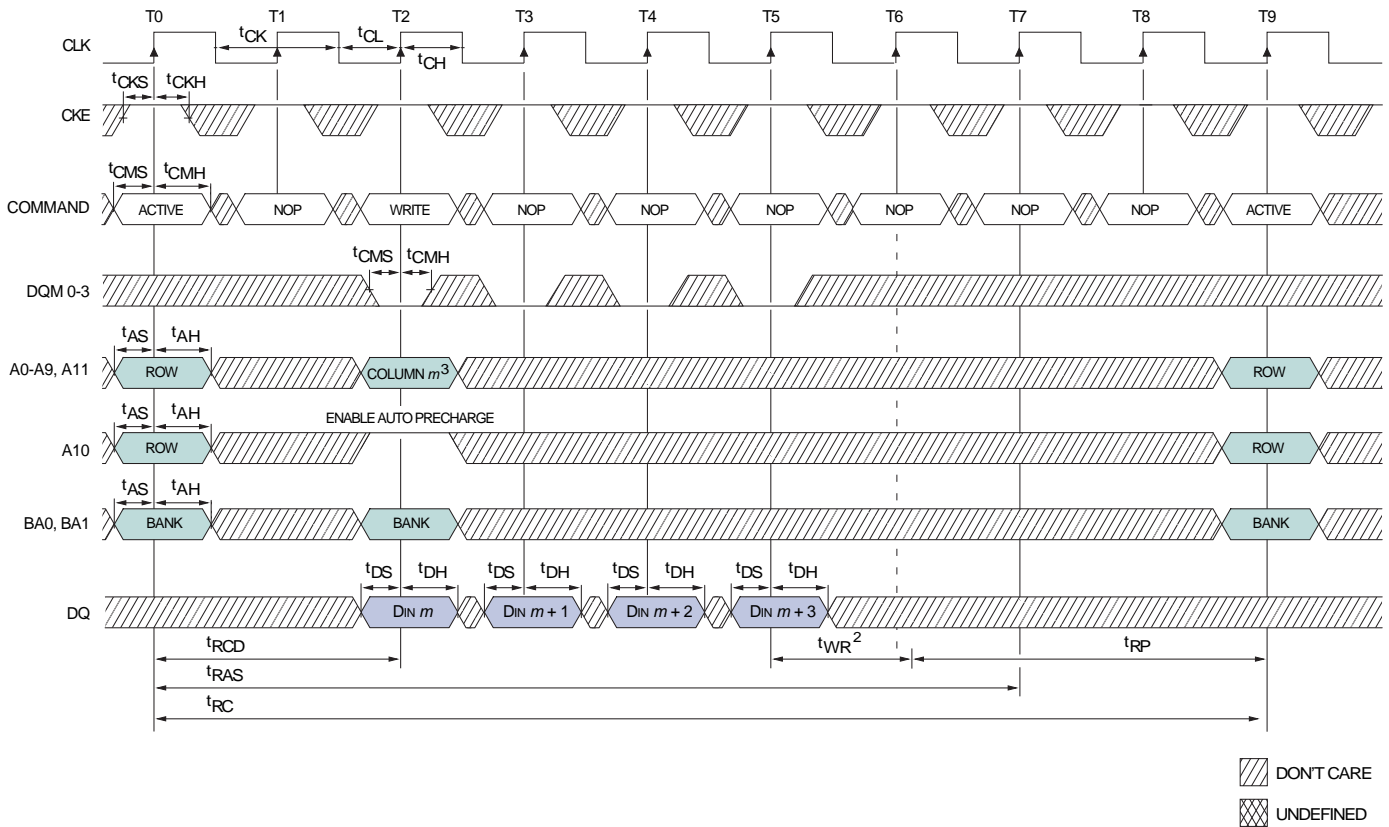 T0 T1 T2 T3 T4 T5 T6 T7 T8 T9
CLK
tCK tCL
tCH
tCKS tCKH
CKE
tCMS tCMH
COMMAND
ACTIVE NOP WRITE NOP NOP NOP NOP NOP NOP ACTIVE
tCMS tCMH
DQM 0-3
tAS tAH
A0-A9, A11
ROW COLUMN m3 ROW
tAS tAH
ENABLE AUTO PRECHARGE
A10
ROW ROW
tAS tAH
BA0, BA1
BANK BANK BANK
tDS tDH tDS tDH tDS tDH tDS tDH
DQ
DIN m DIN m + 1 DIN m + 2 DIN m + 3
tRCD tWR2 tRP
tRAS
tRC
DON'T CARE
UNDEFINED